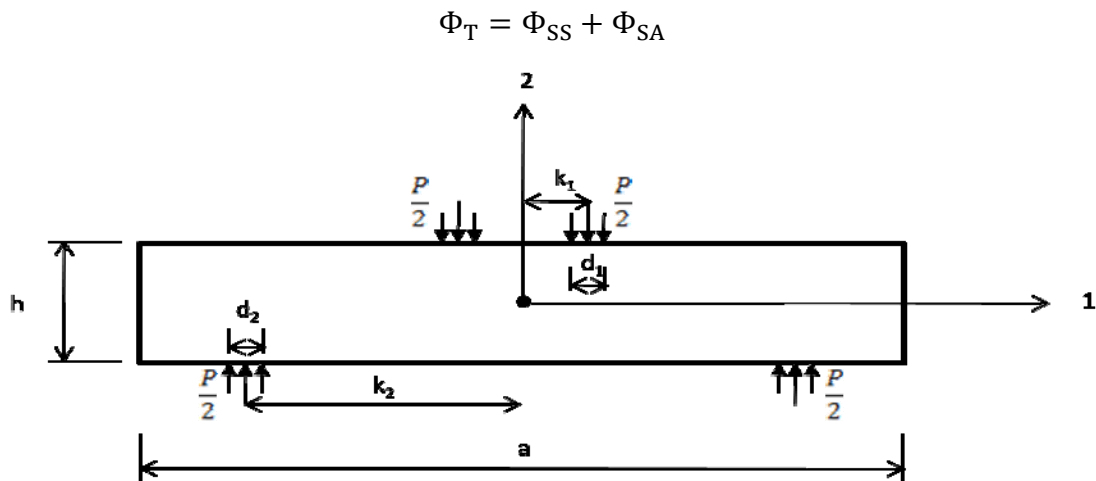 Φ_T = Φ_SS + Φ_SA
2
P/2
k₁
P/2
d₁
h
1
d₂
P/2
k₂
P/2
a